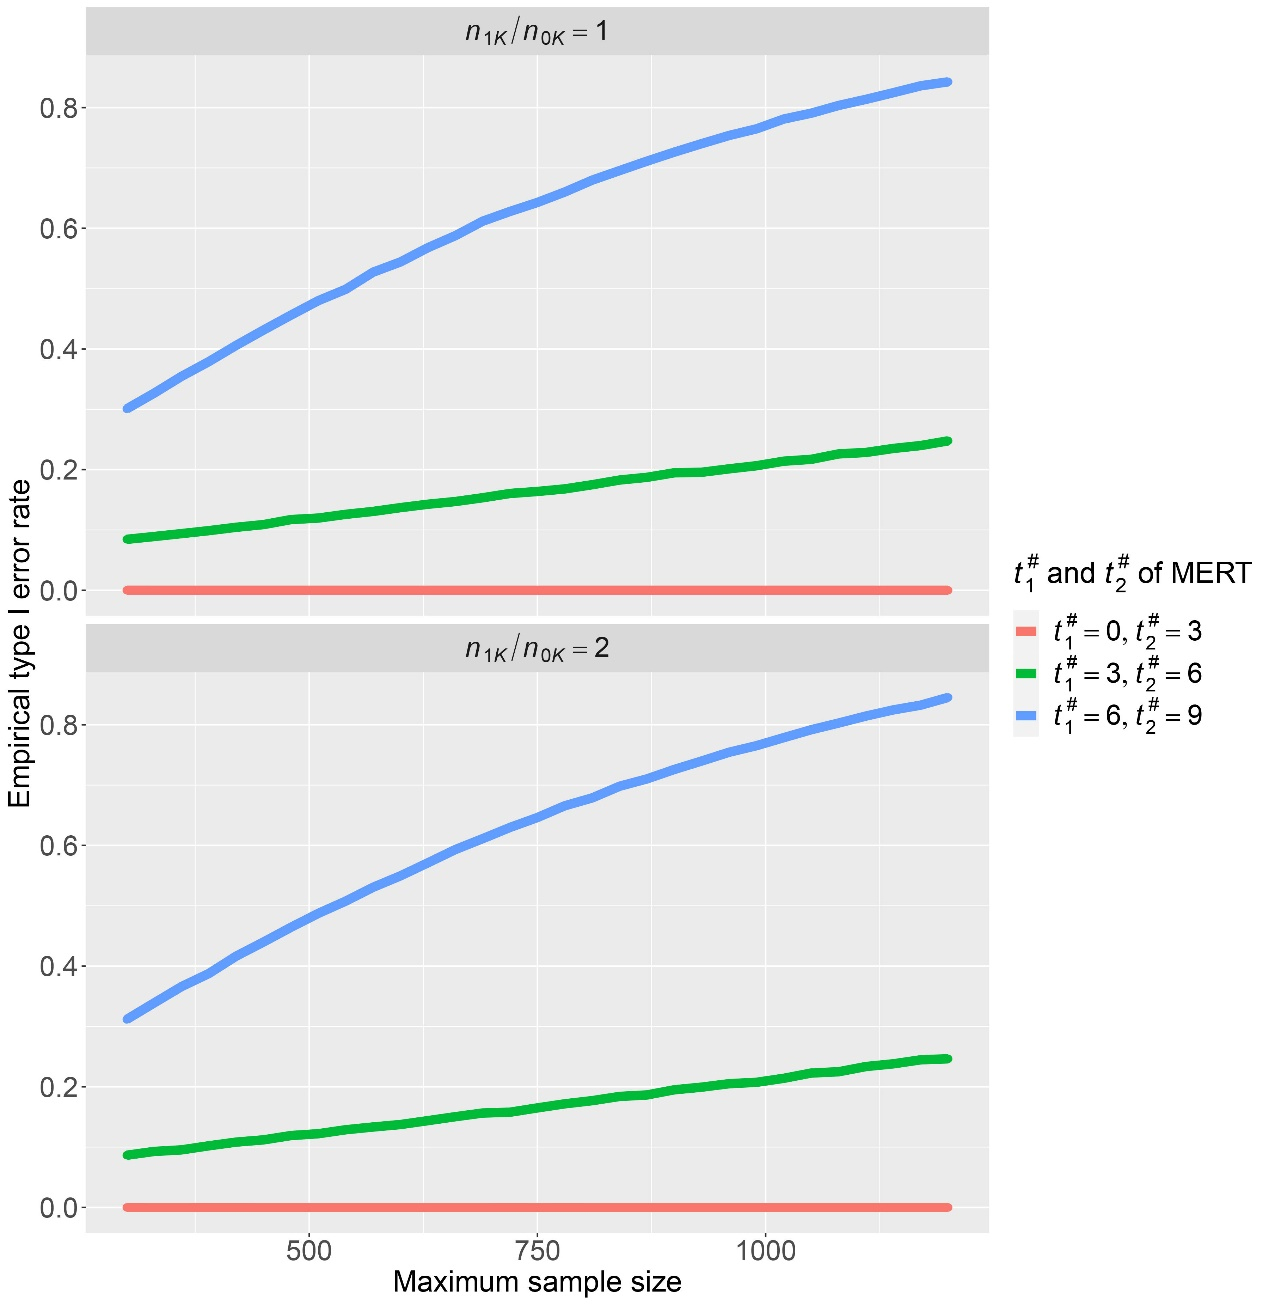 n1K/n0K = 1
0.8
0.6
0.4
0.2
0.0
Empirical type I error rate
n1K/n0K = 2
0.8
0.6
0.4
0.2
0.0
500 750 1000
Maximum sample size
t1# and t2# of MERT
t1# = 0, t2# = 3
t1# = 3, t2# = 6
t1# = 6, t2# = 9